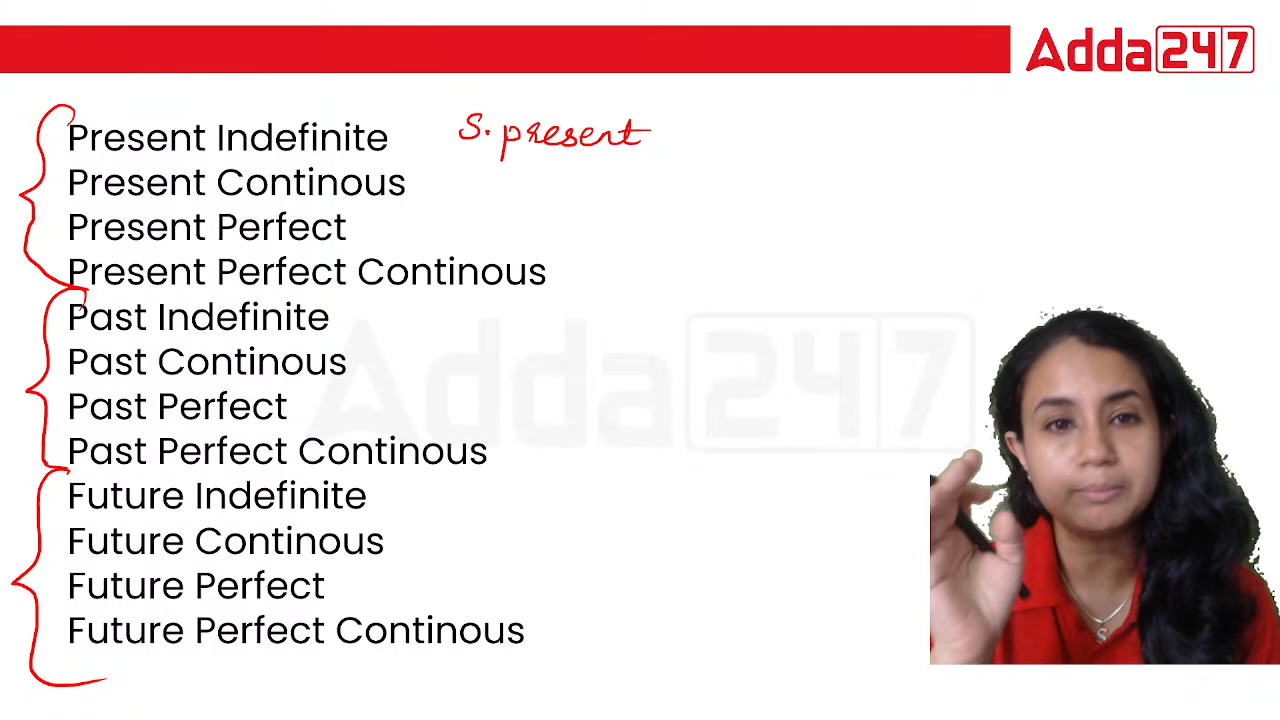 Adda247
Present Indefinite S. present
Present Continous
Present Perfect
Present Perfect Continous
Past Indefinite
Past Continous
Past Perfect
Past Perfect Continous
Future Indefinite
Future Continous
Future Perfect
Future Perfect Continous
Adda247
S